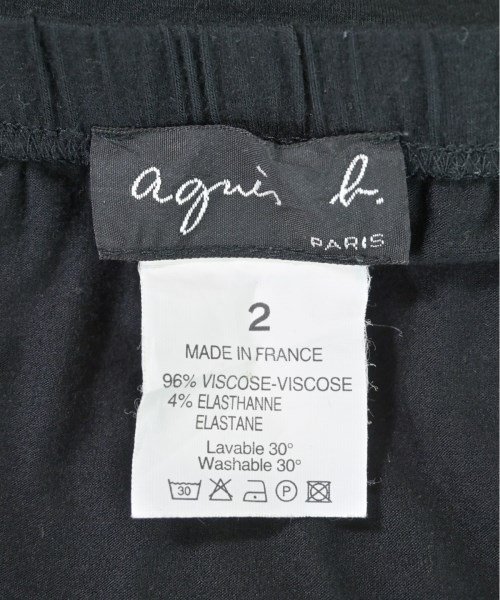 agnès b.
PARIS
2
MADE IN FRANCE
96% VISCOSE-VISCOSE
4% ELASTHANNE
ELASTANE
Lavable 30°
Washable 30°
30 P